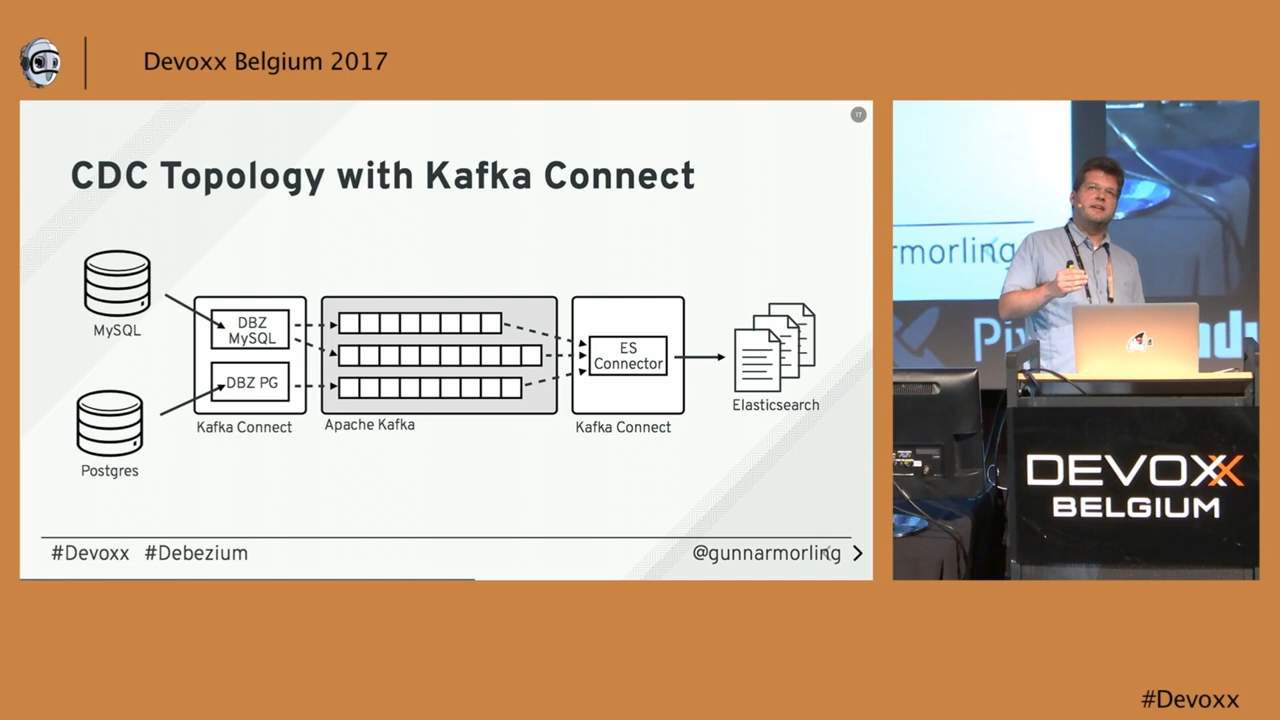 Devoxx Belgium 2017
17
CDC Topology with Kafka Connect
MySQL
Postgres
DBZ
MySQL
DBZ PG
Kafka Connect
Apache Kafka
ES
Connector
Kafka Connect
Elasticsearch
#Devoxx #Debezium
@gunnarmorling
rmorling
Pi
DEVOXX
BELGIUM
#Devoxx